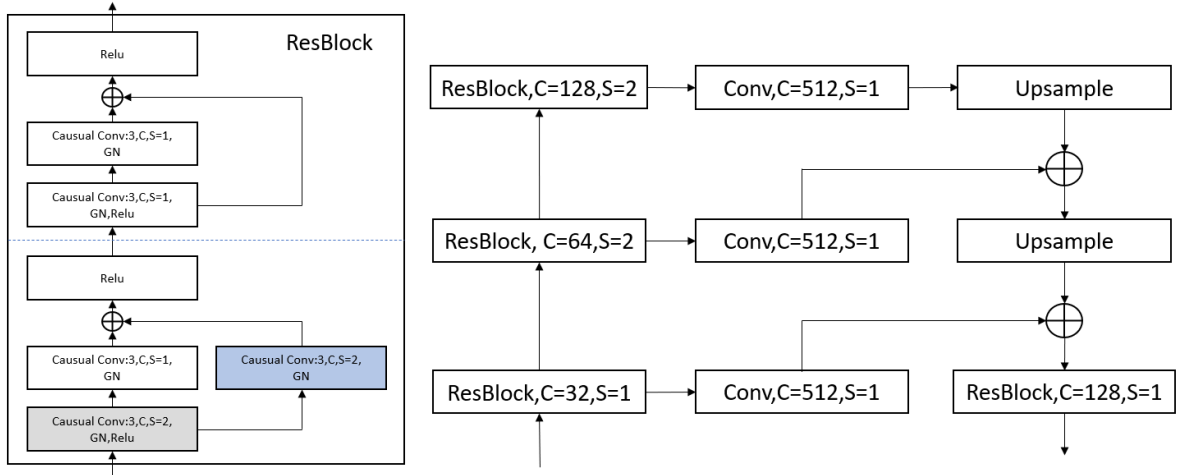 ResBlock
Relu
Causual Conv:3,C,S=1,
GN
Causual Conv:3,C,S=1,
GN,Relu
Relu
Causual Conv:3,C,S=1,
GN
Causual Conv:3,C,S=2,
GN
Causual Conv:3,C,S=2,
GN,Relu
ResBlock,C=128,S=2
Conv,C=512,S=1
Upsample
ResBlock, C=64,S=2
Conv,C=512,S=1
Upsample
ResBlock,C=32,S=1
Conv,C=512,S=1
ResBlock,C=128,S=1